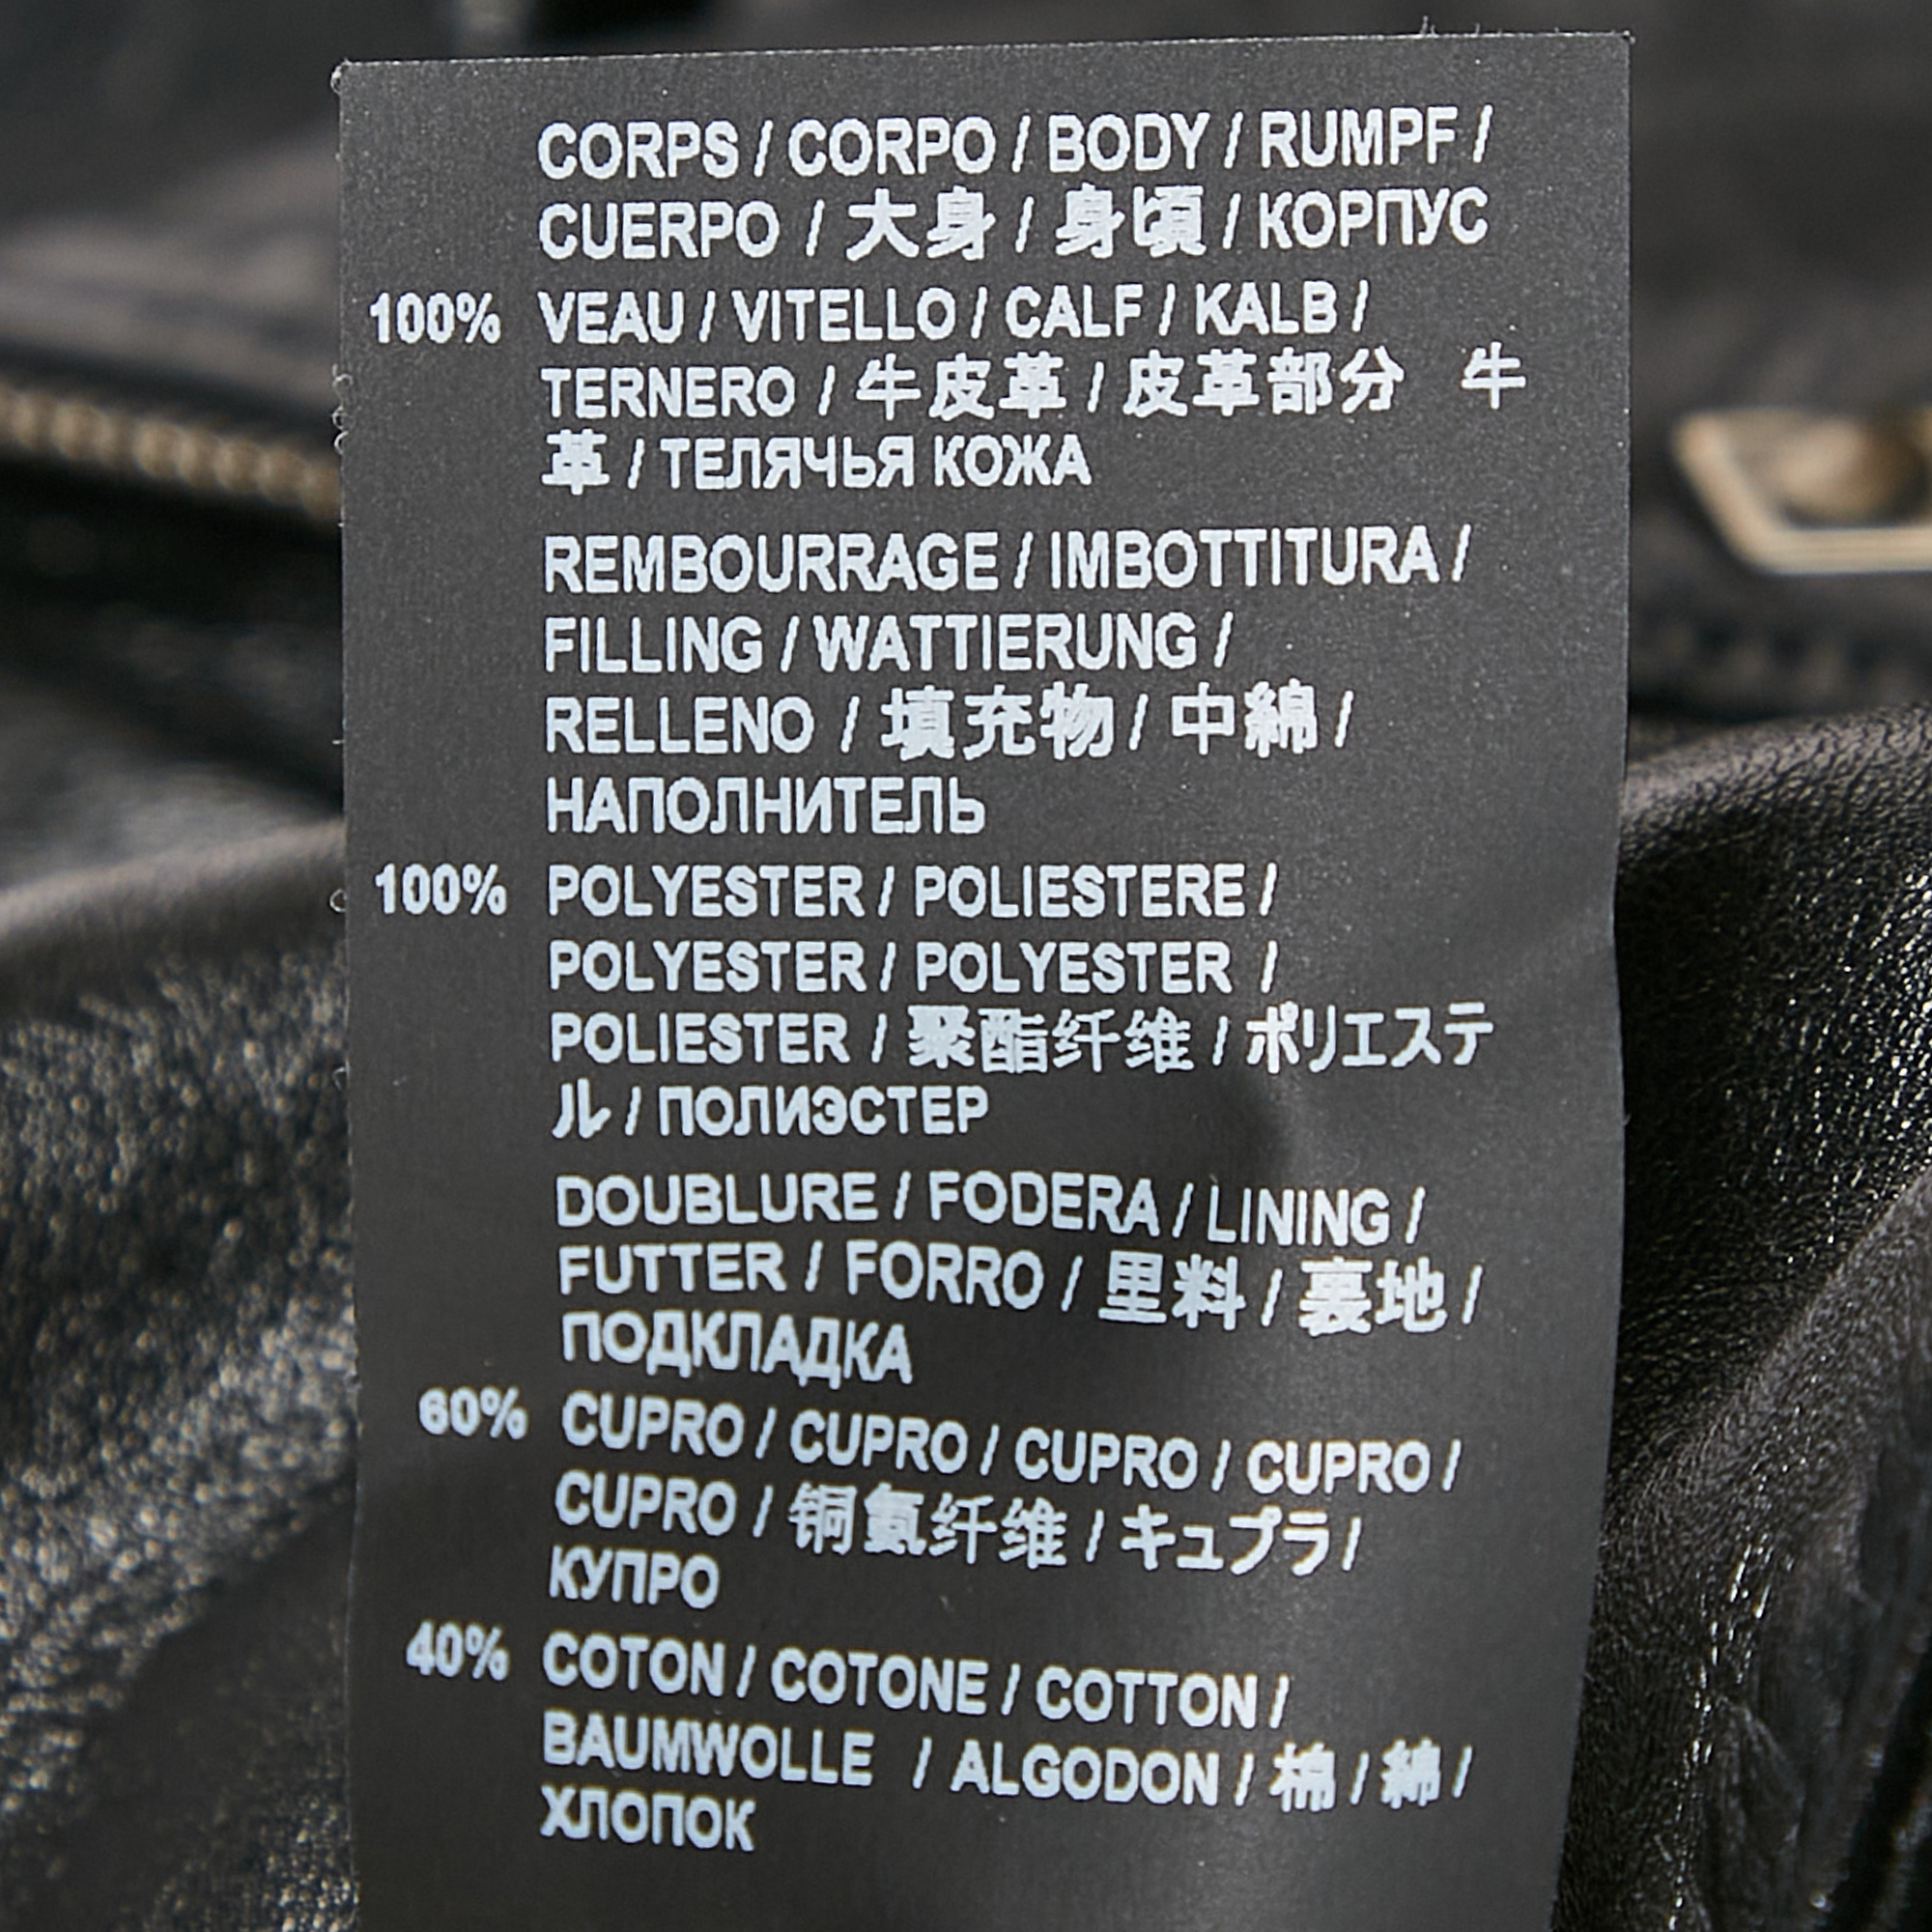 CORPS / CORPO / BODY / RUMPF /
CUERPO / 大身 / 身頃 / КОРПУС
100% VEAU / VITELLO / CALF / KALB /
TERNERO / 牛皮革 / 皮革部分 牛
革 / ТЕЛЯЧЬЯ КОЖА
REMBOURRAGE / IMBOTTITURA /
FILLING / WATTIERUNG /
RELLENO / 填充物 / 中綿 /
НАПОЛНИТЕЛЬ
100% POLYESTER / POLIESTERE /
POLYESTER / POLYESTER /
POLIESTER / 聚酯纤维 / ポリエステ
ル / ПОЛИЭСТЕР
DOUBLURE / FODERA / LINING /
FUTTER / FORRO / 里料 / 裏地 /
ПОДКЛАДКА
60% CUPRO / CUPRO / CUPRO / CUPRO /
CUPRO / 铜氨纤维 / キュプラ /
КУПРО
40% COTON / COTONE / COTTON /
BAUMWOLLE / ALGODON / 棉 / 綿 /
ХЛОПОК